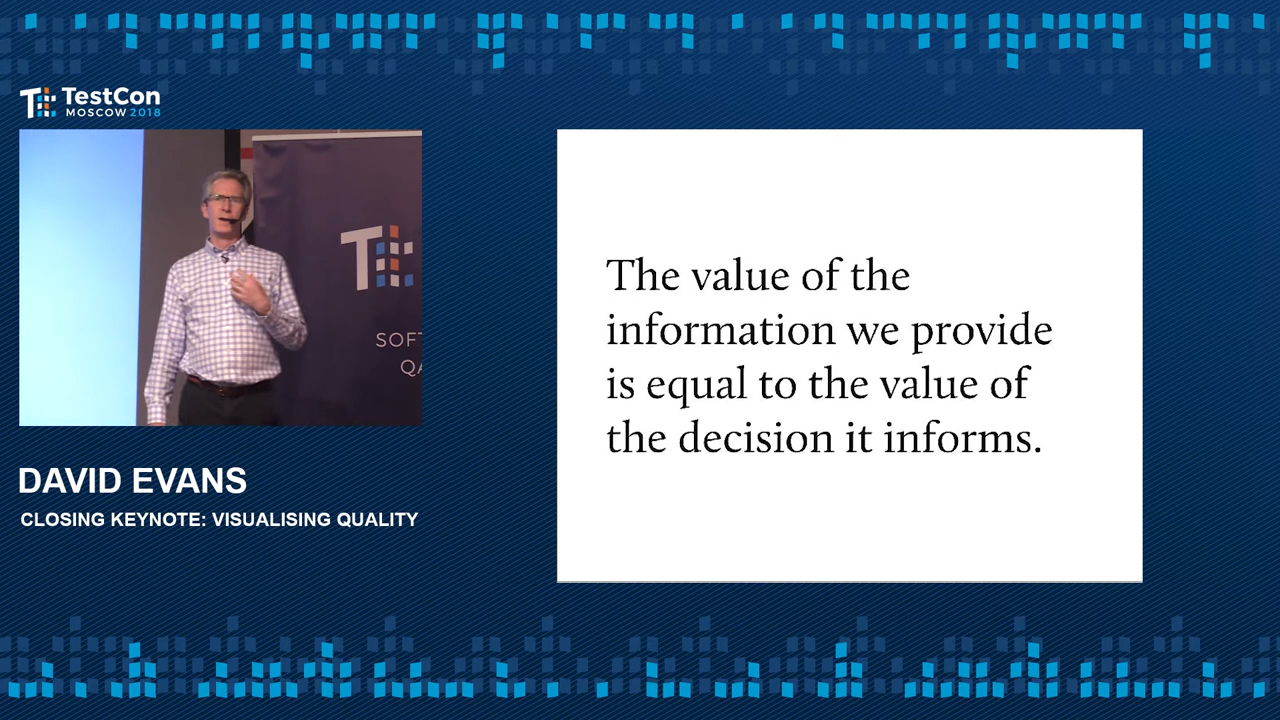 TestCon
MOSCOW 2018
DAVID EVANS
CLOSING KEYNOTE: VISUALISING QUALITY
The value of the
information we provide
is equal to the value of
the decision it informs.